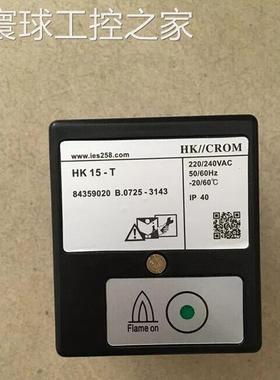 寰球工控之家
www.ies258.com
HK//CROM
HK 15 - T
84359020 B.0725 - 3143
220/240VAC
50/60Hz
-20/60℃
IP 40
Flame on